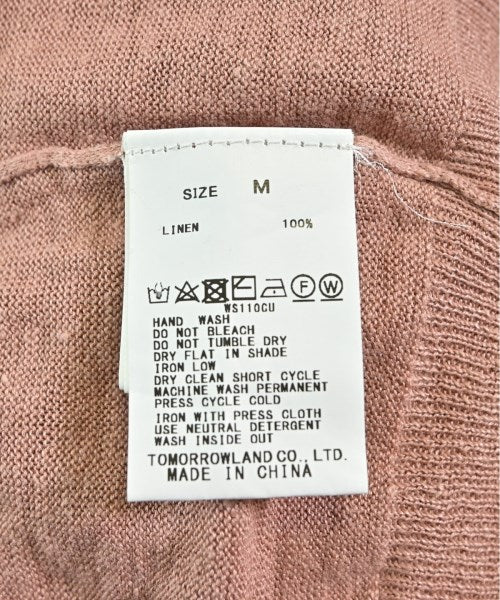 SIZE M
LINEN 100%
WS110CU
HAND WASH
DO NOT BLEACH
DO NOT TUMBLE DRY
DRY FLAT IN SHADE
IRON LOW
DRY CLEAN SHORT CYCLE
MACHINE WASH PERMANENT
PRESS CYCLE COLD
IRON WITH PRESS CLOTH
USE NEUTRAL DETERGENT
WASH INSIDE OUT
TOMORROWLAND CO., LTD.
MADE IN CHINA